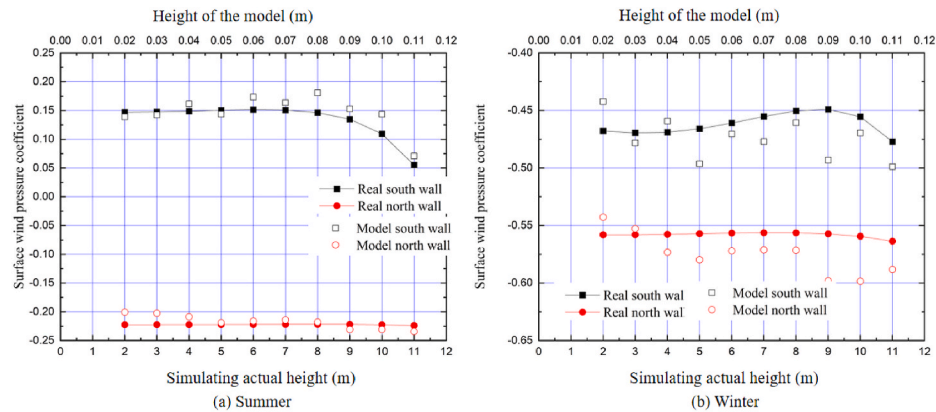 Height of the model (m)
0.00 0.01 0.02 0.03 0.04 0.05 0.06 0.07 0.08 0.09 0.10 0.11 0.12
0.25
0.20
0.15
0.10
0.05
0.00
-0.05
-0.10
-0.15
-0.20
-0.25
Surface wind pressure coefficient
Real south wall
Real north wall
Model south wall
Model north wall
0 1 2 3 4 5 6 7 8 9 10 11 12
Simulating actual height (m)
(a) Summer
Height of the model (m)
0.00 0.01 0.02 0.03 0.04 0.05 0.06 0.07 0.08 0.09 0.10 0.11 0.12
-0.40
-0.45
-0.50
-0.55
-0.60
-0.65
Surface wind pressure coefficient
Real south wal
Real north wall
Model south wall
Model north wall
0 1 2 3 4 5 6 7 8 9 10 11 12
Simulating actual height (m)
(b) Winter